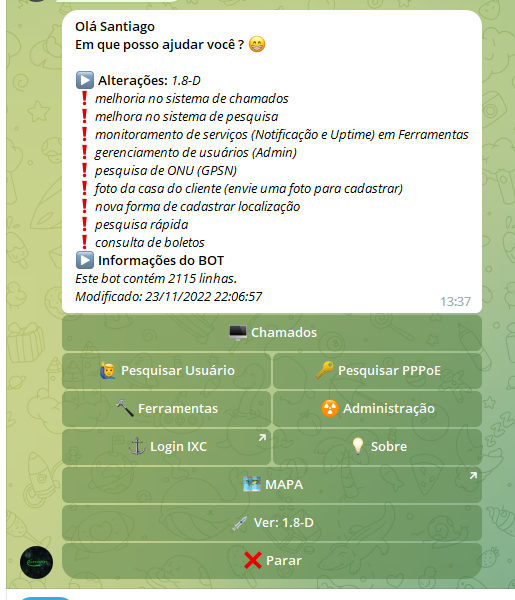 Olá Santiago
Em que posso ajudar você ? 😁
▶️ Alterações: 1.8-D
❗ melhoria no sistema de chamados
❗ melhora no sistema de pesquisa
❗ monitoramento de serviços (Notificação e Uptime) em Ferramentas
❗ gerenciamento de usuários (Admin)
❗ pesquisa de ONU (GPSN)
❗ foto da casa do cliente (envie uma foto para cadastrar)
❗ nova forma de cadastrar localização
❗ pesquisa rápida
❗ consulta de boletos
▶️ Informações do BOT
Este bot contém 2115 linhas.
Modificado: 23/11/2022 22:06:57
13:37
Chamados
Pesquisar Usuário
Pesquisar PPPoE
Ferramentas
Administração
Login IXC
Sobre
MAPA
Ver: 1.8-D
Parar